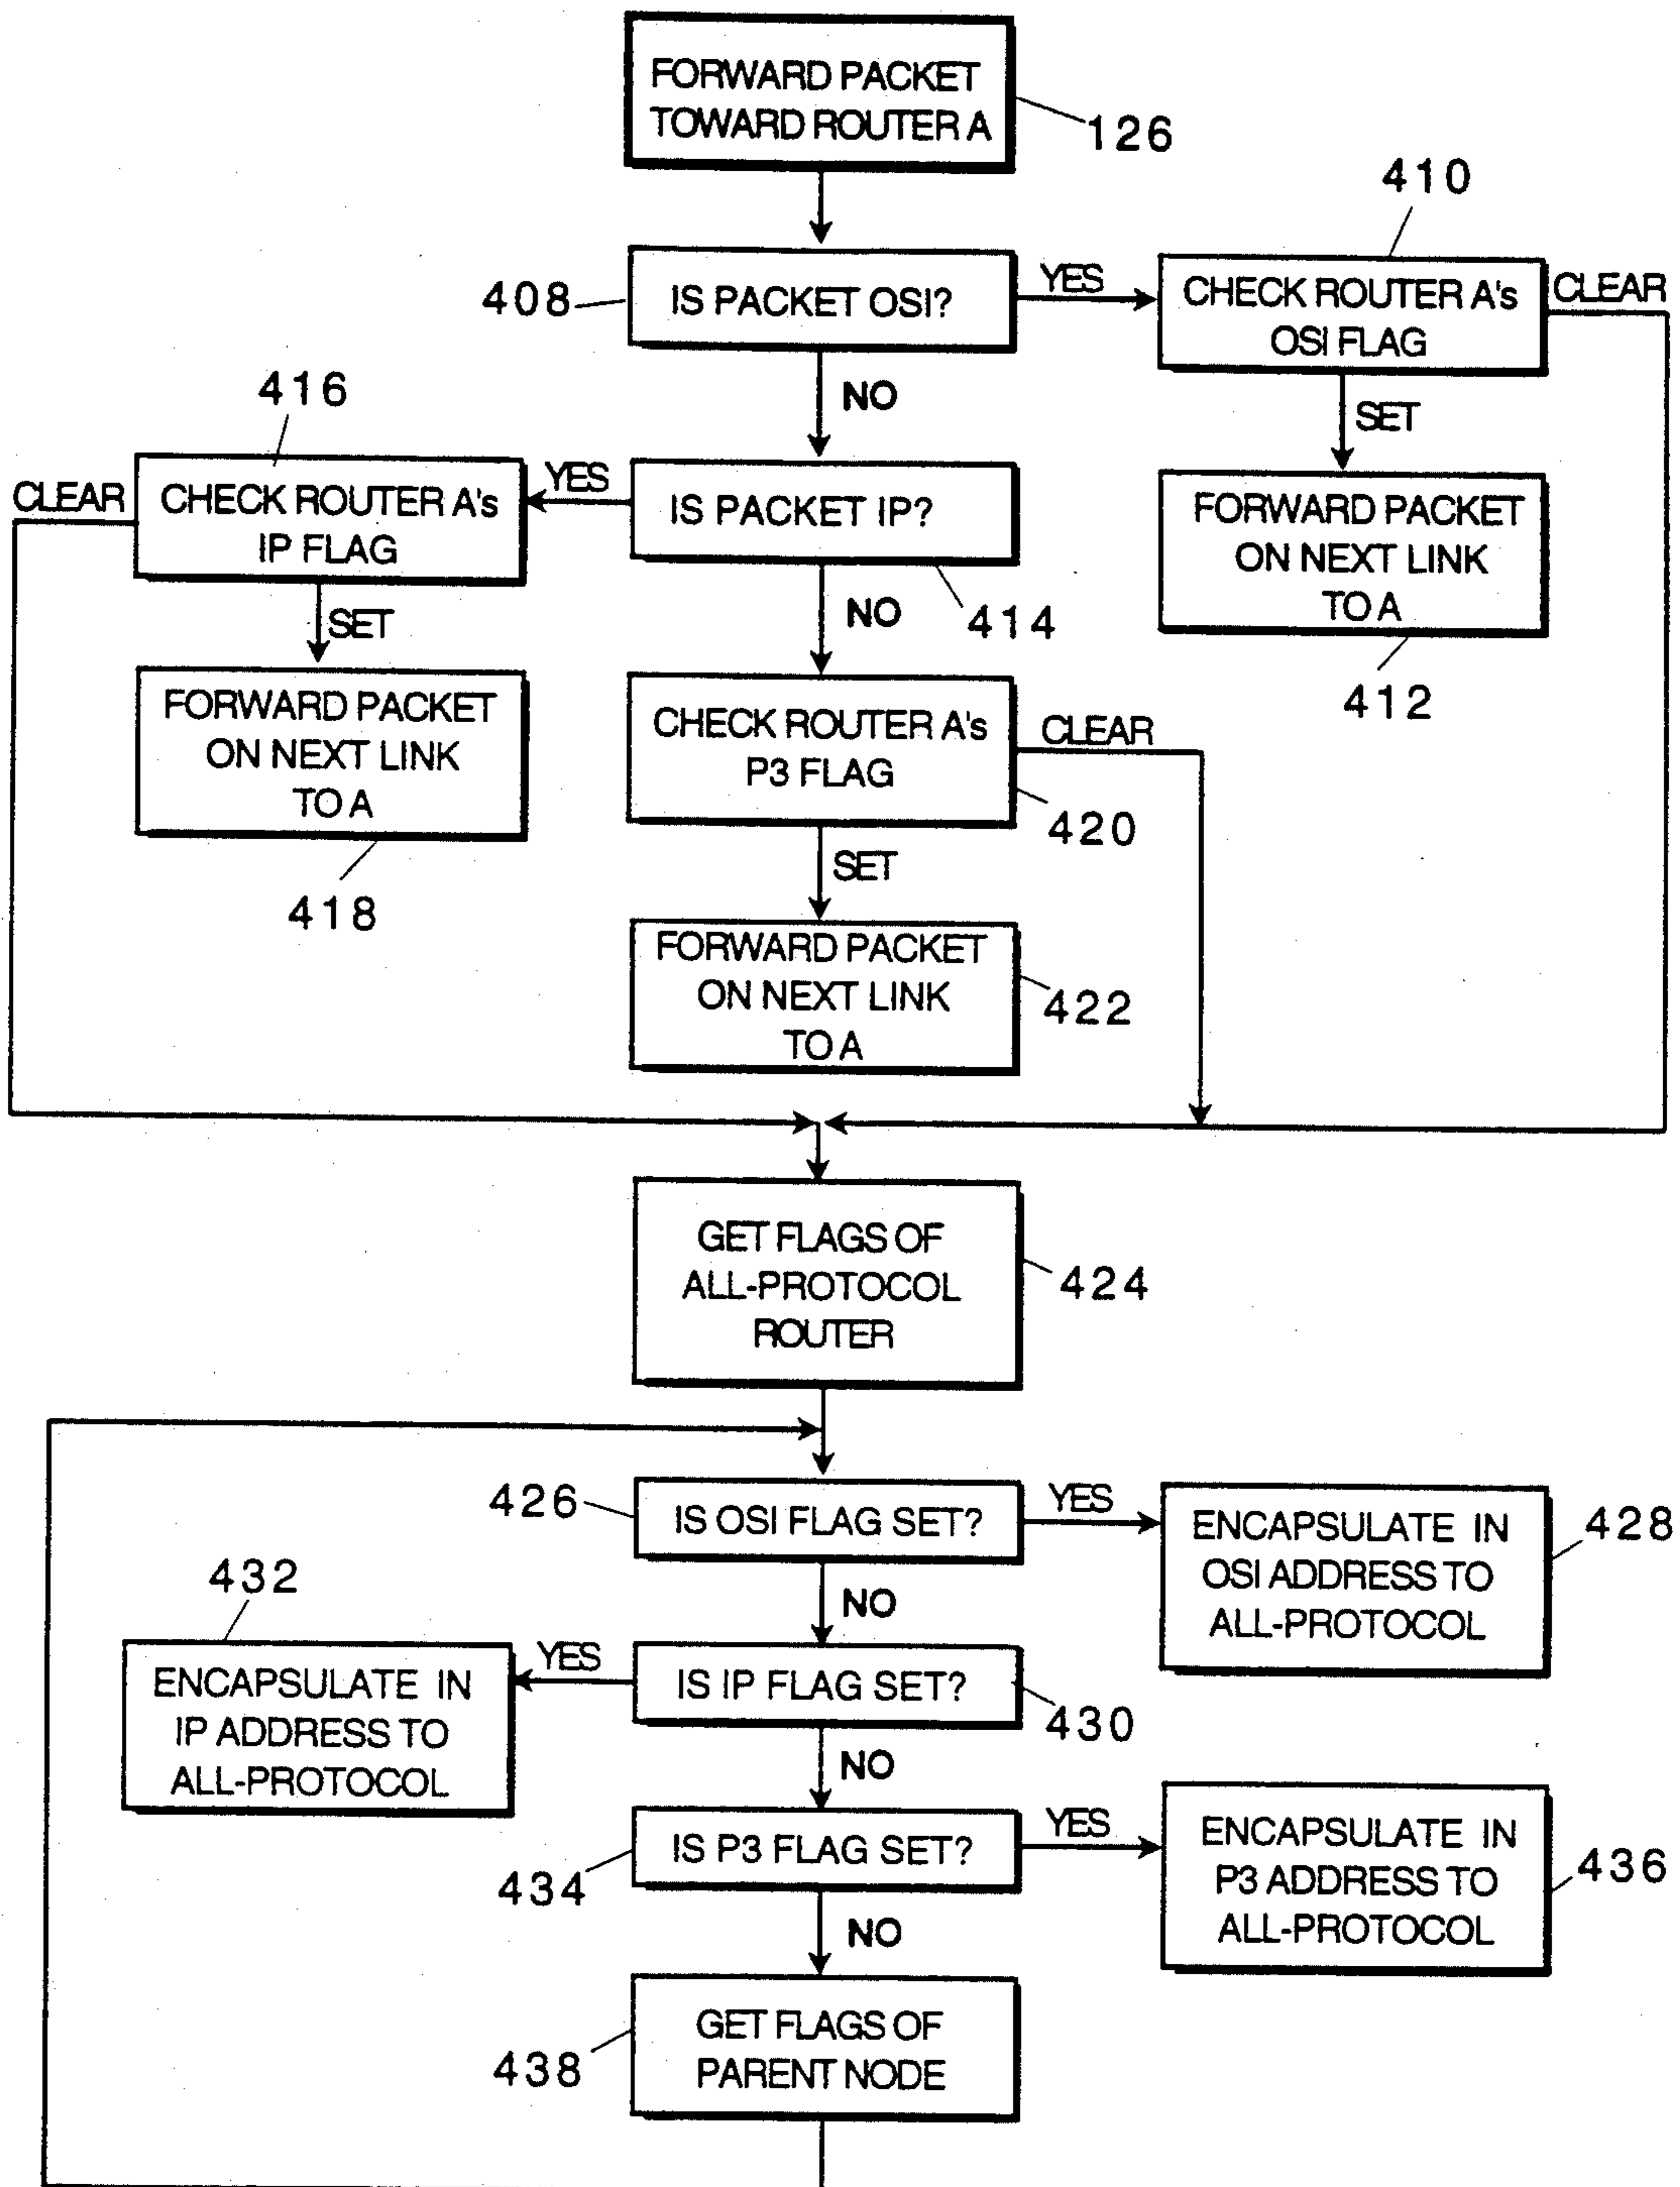 FORWARD PACKET
TOWARD ROUTER A
126
410
408
IS PACKET OSI?
YES
CHECK ROUTER A's
OSI FLAG
CLEAR
NO
SET
416
CLEAR
CHECK ROUTER A's
IP FLAG
YES
IS PACKET IP?
414
FORWARD PACKET
ON NEXT LINK
TO A
412
SET
NO
FORWARD PACKET
ON NEXT LINK
TO A
418
CHECK ROUTER A's
P3 FLAG
CLEAR
420
SET
FORWARD PACKET
ON NEXT LINK
TO A
422
GET FLAGS OF
ALL-PROTOCOL
ROUTER
424
426
IS OSI FLAG SET?
YES
ENCAPSULATE IN
OSI ADDRESS TO
ALL-PROTOCOL
428
NO
432
ENCAPSULATE IN
IP ADDRESS TO
ALL-PROTOCOL
YES
IS IP FLAG SET?
430
NO
434
IS P3 FLAG SET?
YES
ENCAPSULATE IN
P3 ADDRESS TO
ALL-PROTOCOL
436
NO
438
GET FLAGS OF
PARENT NODE